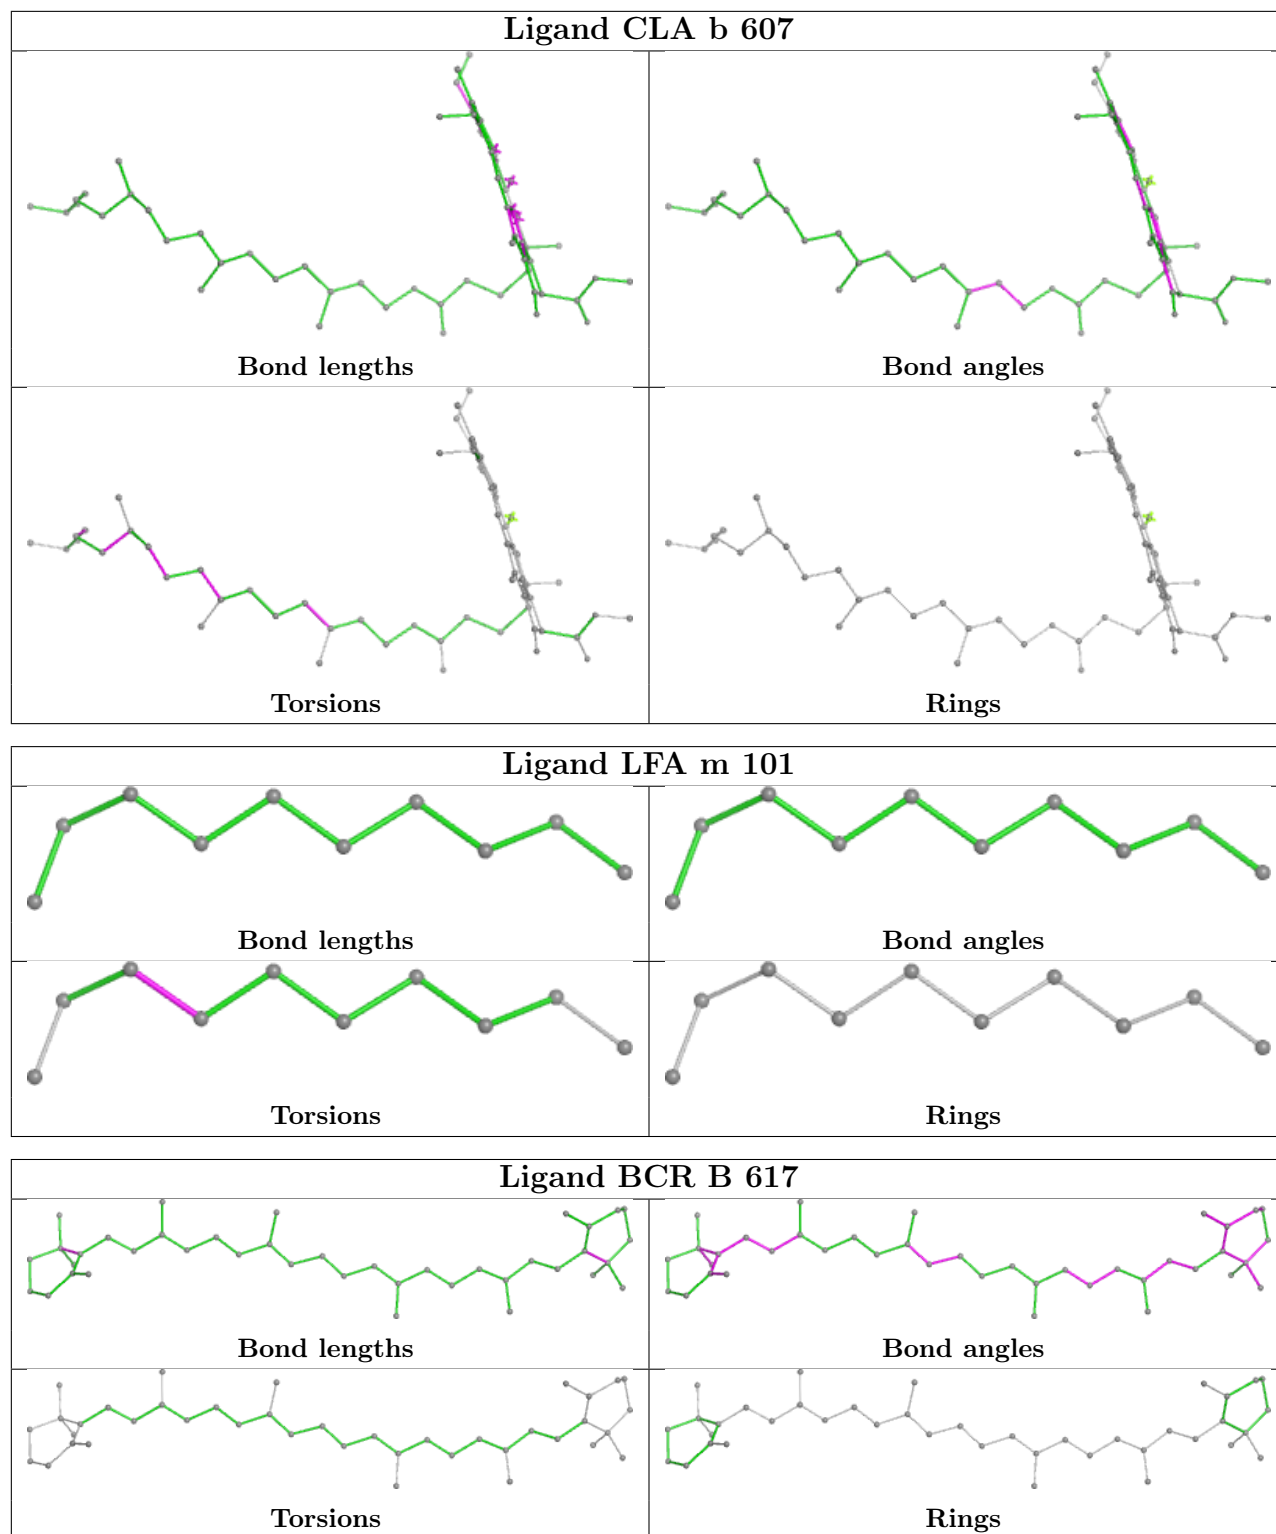 Ligand CLA b 607
Bond lengths
Bond angles
Torsions
Rings
Ligand LFA m 101
Bond lengths
Bond angles
Torsions
Rings
Ligand BCR B 617
Bond lengths
Bond angles
Torsions
Rings